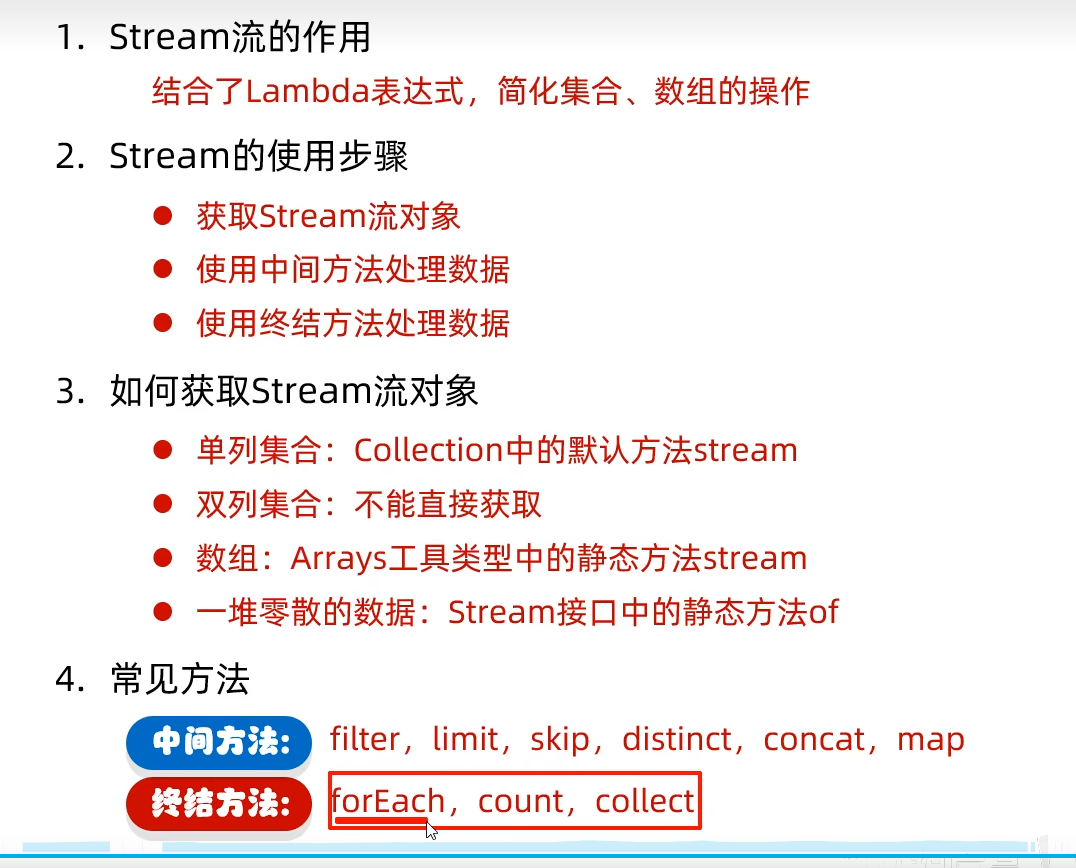 1. Stream流的作用
结合了Lambda表达式，简化集合、数组的操作
2. Stream的使用步骤
● 获取Stream流对象
● 使用中间方法处理数据
● 使用终结方法处理数据
3. 如何获取Stream流对象
● 单列集合：Collection中的默认方法stream
● 双列集合：不能直接获取
● 数组：Arrays工具类型中的静态方法stream
● 一堆零散的数据：Stream接口中的静态方法of
4. 常见方法
中间方法: filter，limit，skip，distinct，concat，map
终结方法: forEach，count，collect